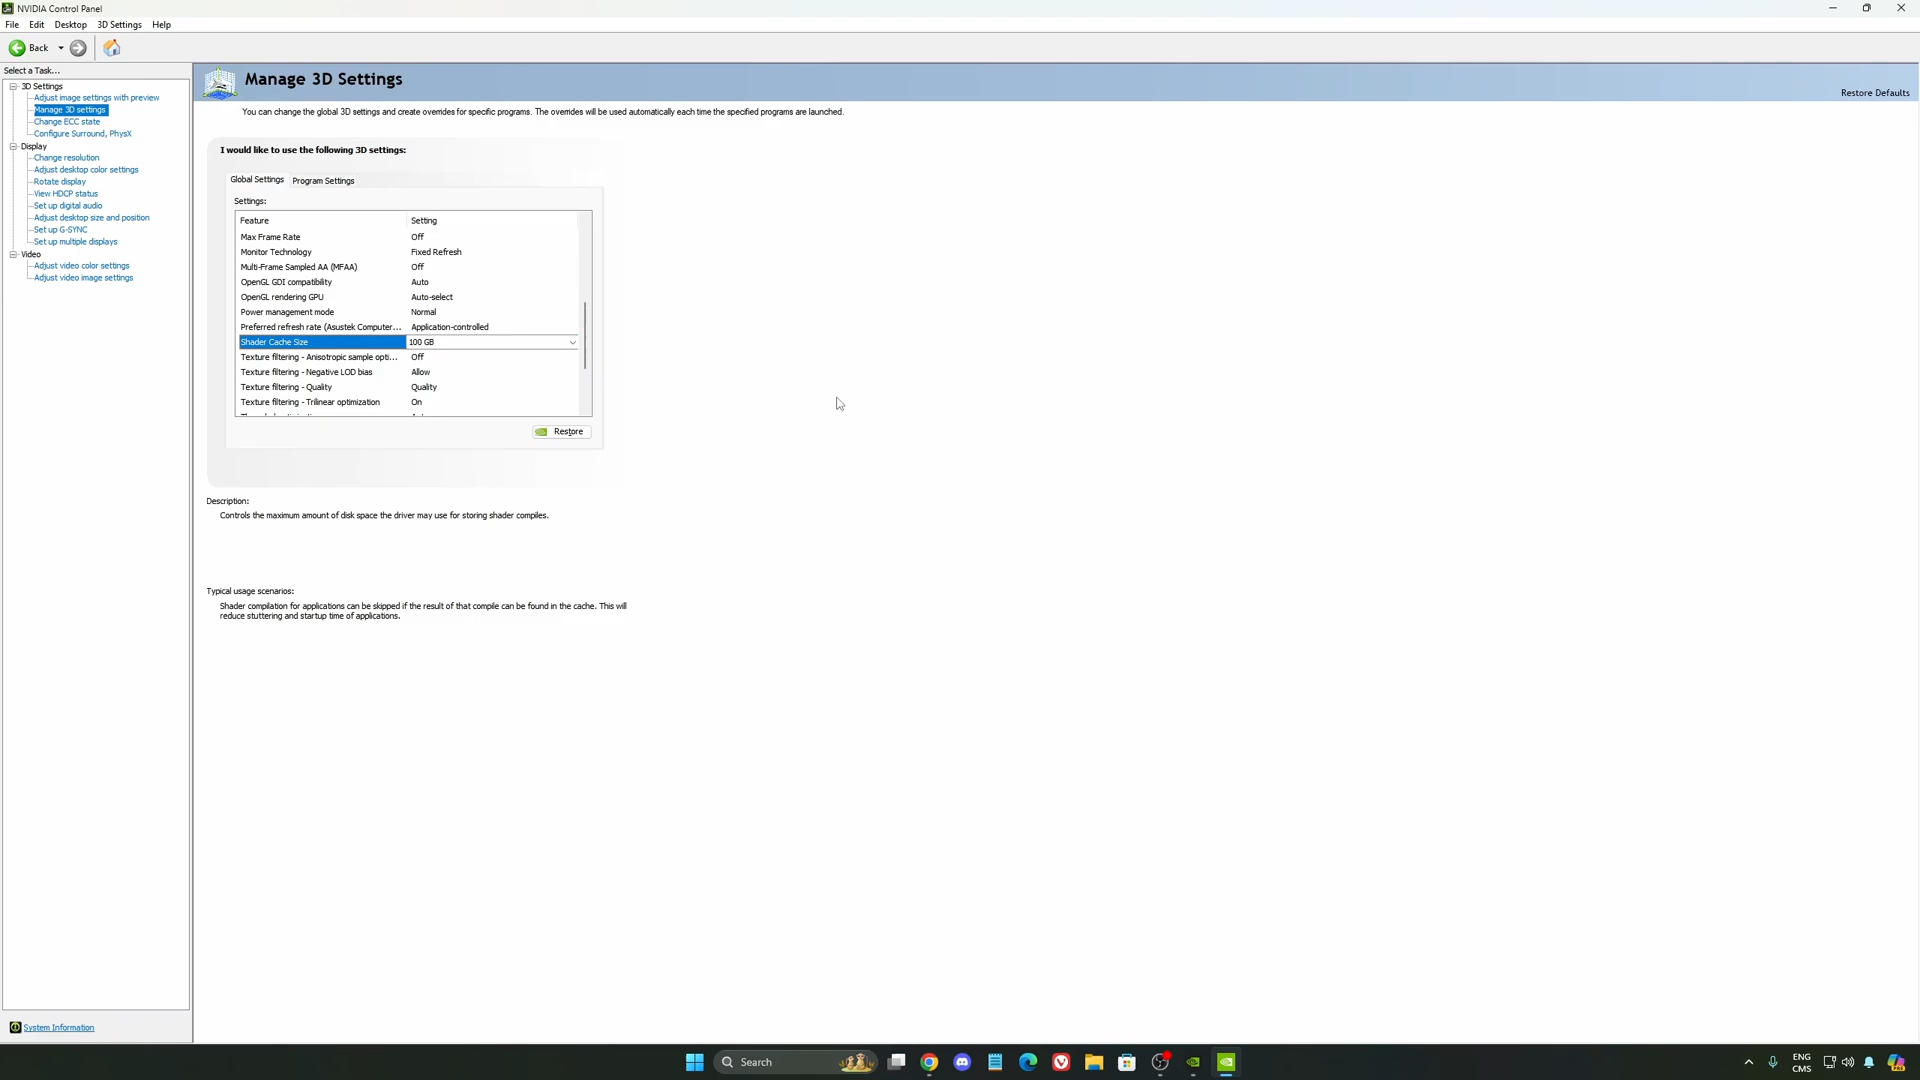 NVIDIA Control Panel
File Edit Desktop 3D Settings Help
Back
Select a Task...
3D Settings
Adjust image settings with preview
Manage 3D settings
Change ECC state
Configure Surround, PhysX
Display
Change resolution
Adjust desktop color settings
Rotate display
View HDCP status
Set up digital audio
Adjust desktop size and position
Set up G-SYNC
Set up multiple displays
Video
Adjust video color settings
Adjust video image settings
System Information
Manage 3D Settings
Restore Defaults
You can change the global 3D settings and create overrides for specific programs. The overrides will be used automatically each time the specified programs are launched.
I would like to use the following 3D settings:
Global Settings Program Settings
Settings:
Feature Setting
Max Frame Rate Off
Monitor Technology Fixed Refresh
Multi-Frame Sampled AA (MFAA) Off
OpenGL GDI compatibility Auto
OpenGL rendering GPU Auto-select
Power management mode Normal
Preferred refresh rate (Asustek Computer... Application-controlled
Shader Cache Size 100 GB
Texture filtering - Anisotropic sample opti... Off
Texture filtering - Negative LOD bias Allow
Texture filtering - Quality Quality
Texture filtering - Trilinear optimization On
Restore
Description:
Controls the maximum amount of disk space the driver may use for storing shader compiles.
Typical usage scenarios:
Shader compilation for applications can be skipped if the result of that compile can be found in the cache. This will
reduce stuttering and startup time of applications.
Search
ENG
CMS